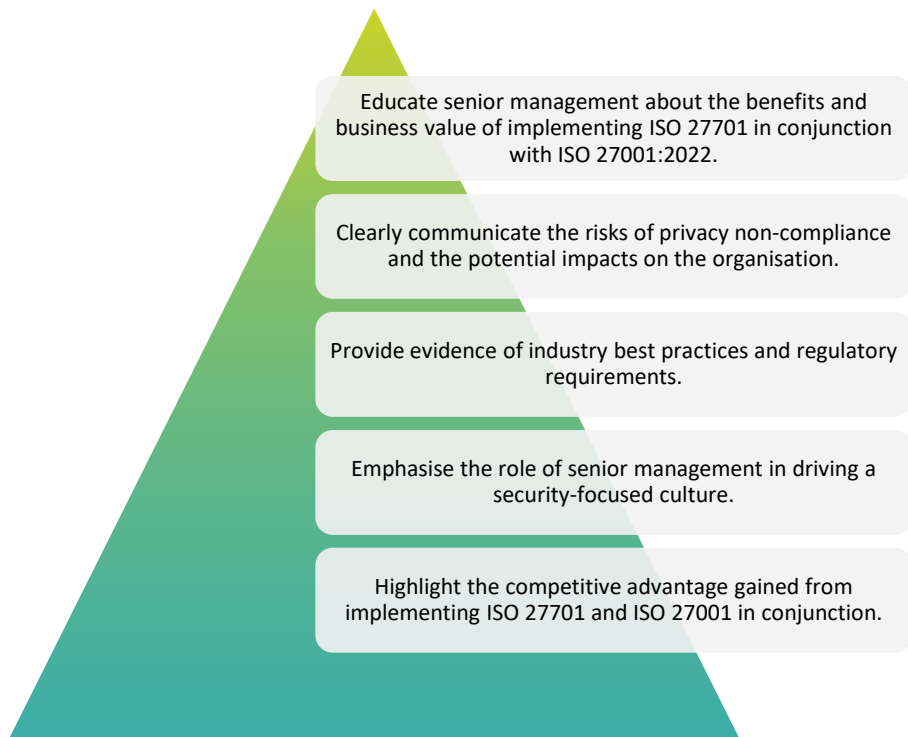 Educate senior management about the benefits and
business value of implementing ISO 27701 in conjunction
with ISO 27001:2022.
Clearly communicate the risks of privacy non-compliance
and the potential impacts on the organisation.
Provide evidence of industry best practices and regulatory
requirements.
Emphasise the role of senior management in driving a
security-focused culture.
Highlight the competitive advantage gained from
implementing ISO 27701 and ISO 27001 in conjunction.